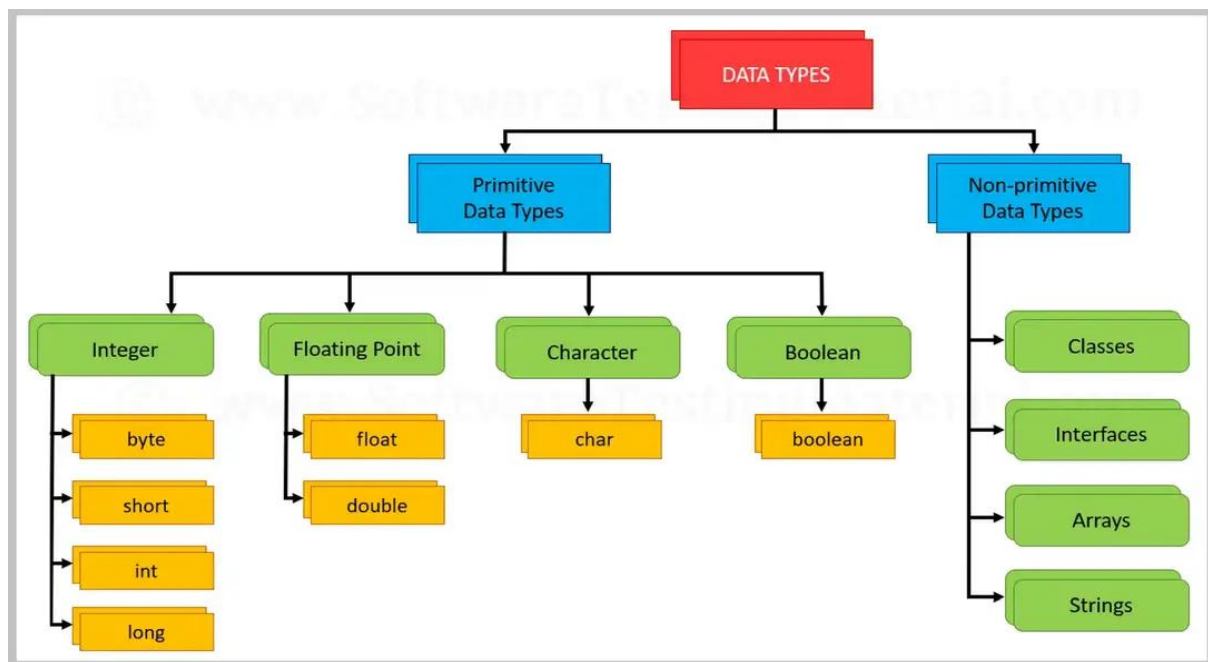 DATA TYPES
Primitive
Data Types
Non-primitive
Data Types
Integer
Floating Point
Character
Boolean
byte
short
int
long
float
double
char
boolean
Classes
Interfaces
Arrays
Strings